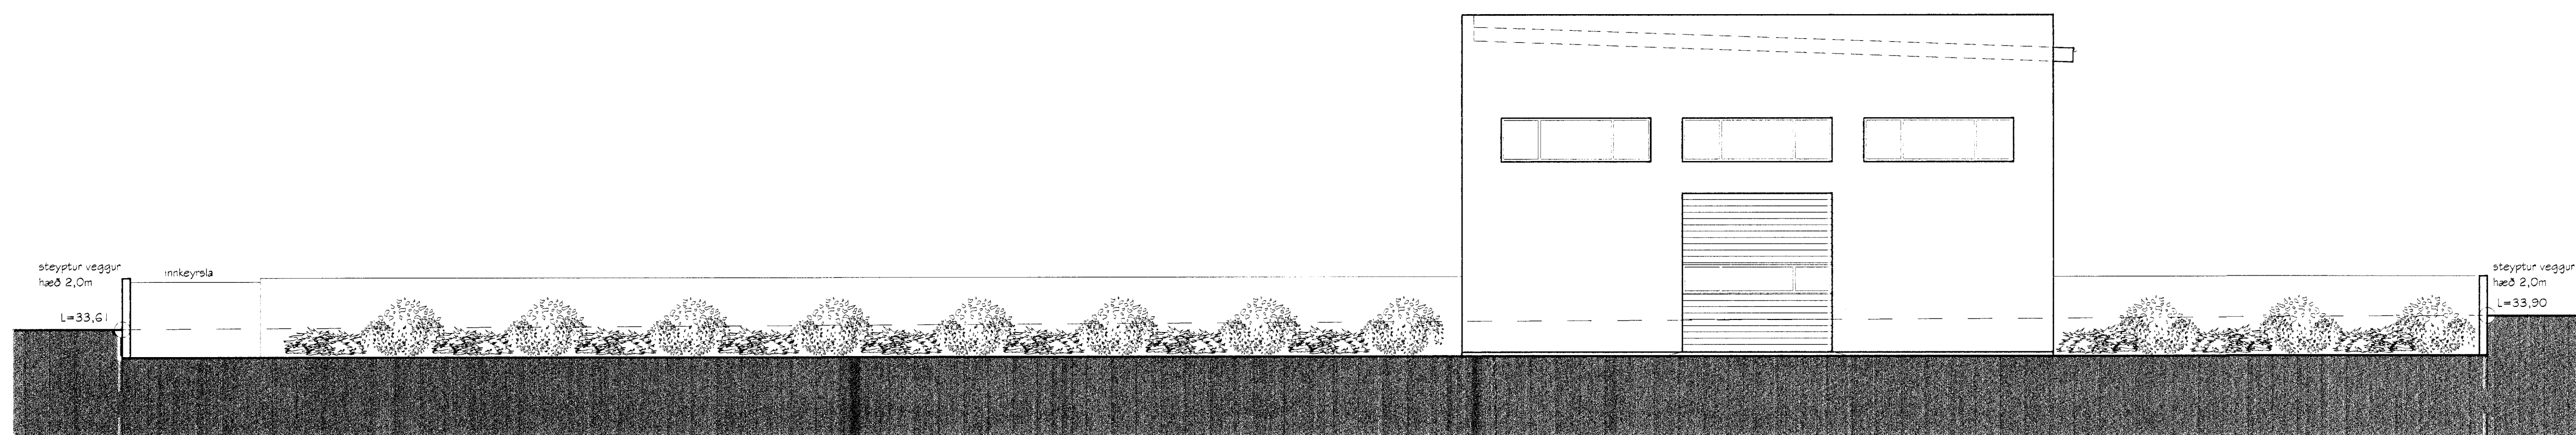 steyptur veggur
hæð 2,0m
innkeyrsla
L=33,61
steyptur veggur
hæð 2,0m
L=33,90